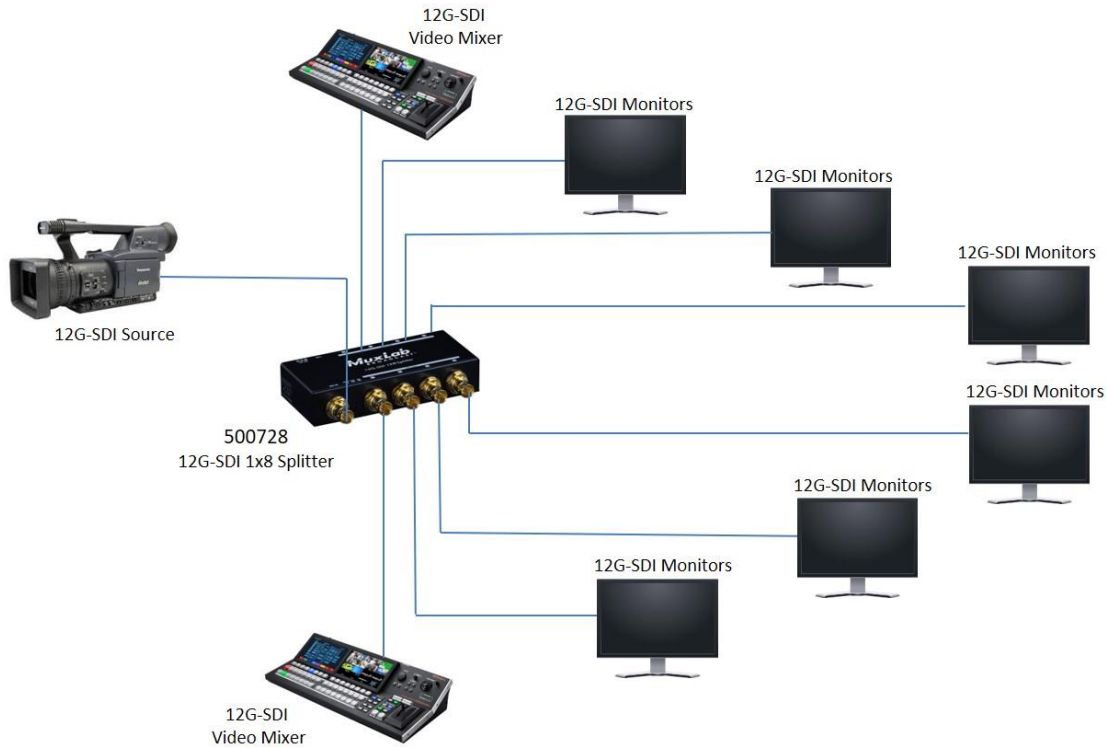 12G-SDI
Video Mixer
12G-SDI Monitors
12G-SDI Monitors
12G-SDI Monitors
12G-SDI Source
MuxLab
12G-SDI Monitors
500728
12G-SDI 1x8 Splitter
12G-SDI Monitors
12G-SDI Monitors
12G-SDI
Video Mixer